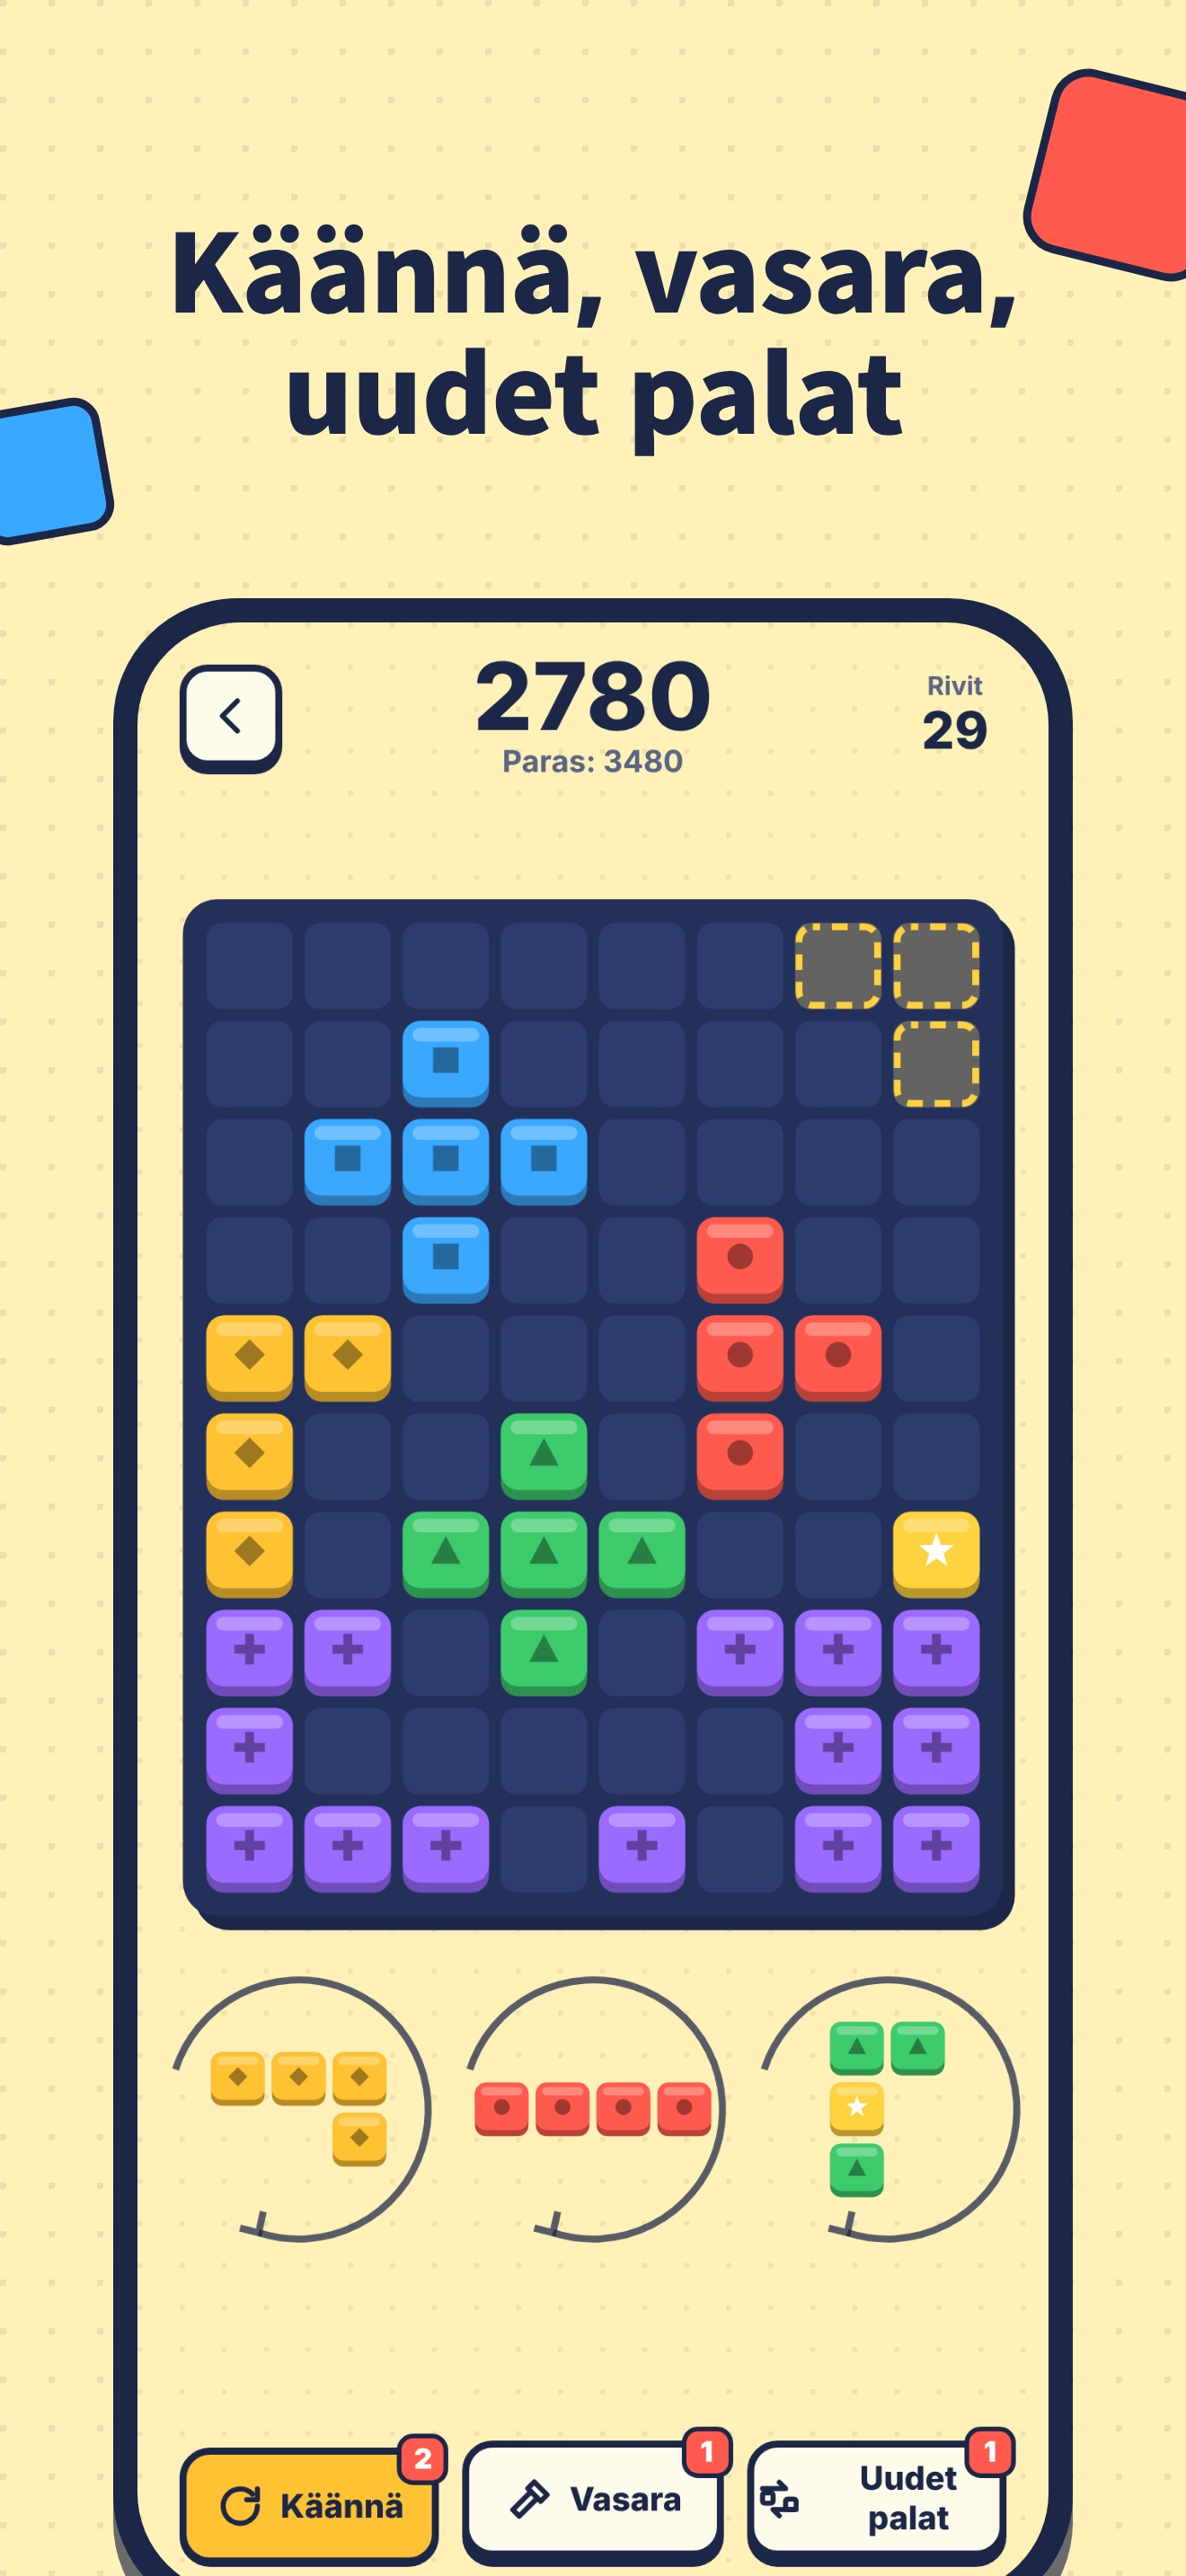 Käännä, vasara,
uudet palat
2780
Paras: 3480
Rivit
29
2
Käännä
1
Vasara
1
Uudet
palat